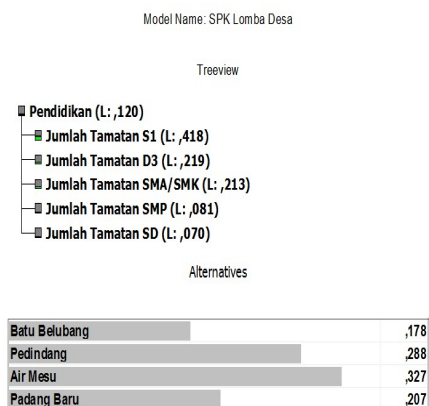 Model Name: SPK Lomba Desa
Treeview
Pendidikan (L: ,120)
Jumlah Tamatan S1 (L: ,418)
Jumlah Tamatan D3 (L: ,219)
Jumlah Tamatan SMA/SMK (L: ,213)
Jumlah Tamatan SMP (L: ,081)
Jumlah Tamatan SD (L: ,070)
Alternatives
Batu Belubang ,178
Pedindang ,288
Air Mesu ,327
Padang Baru ,207